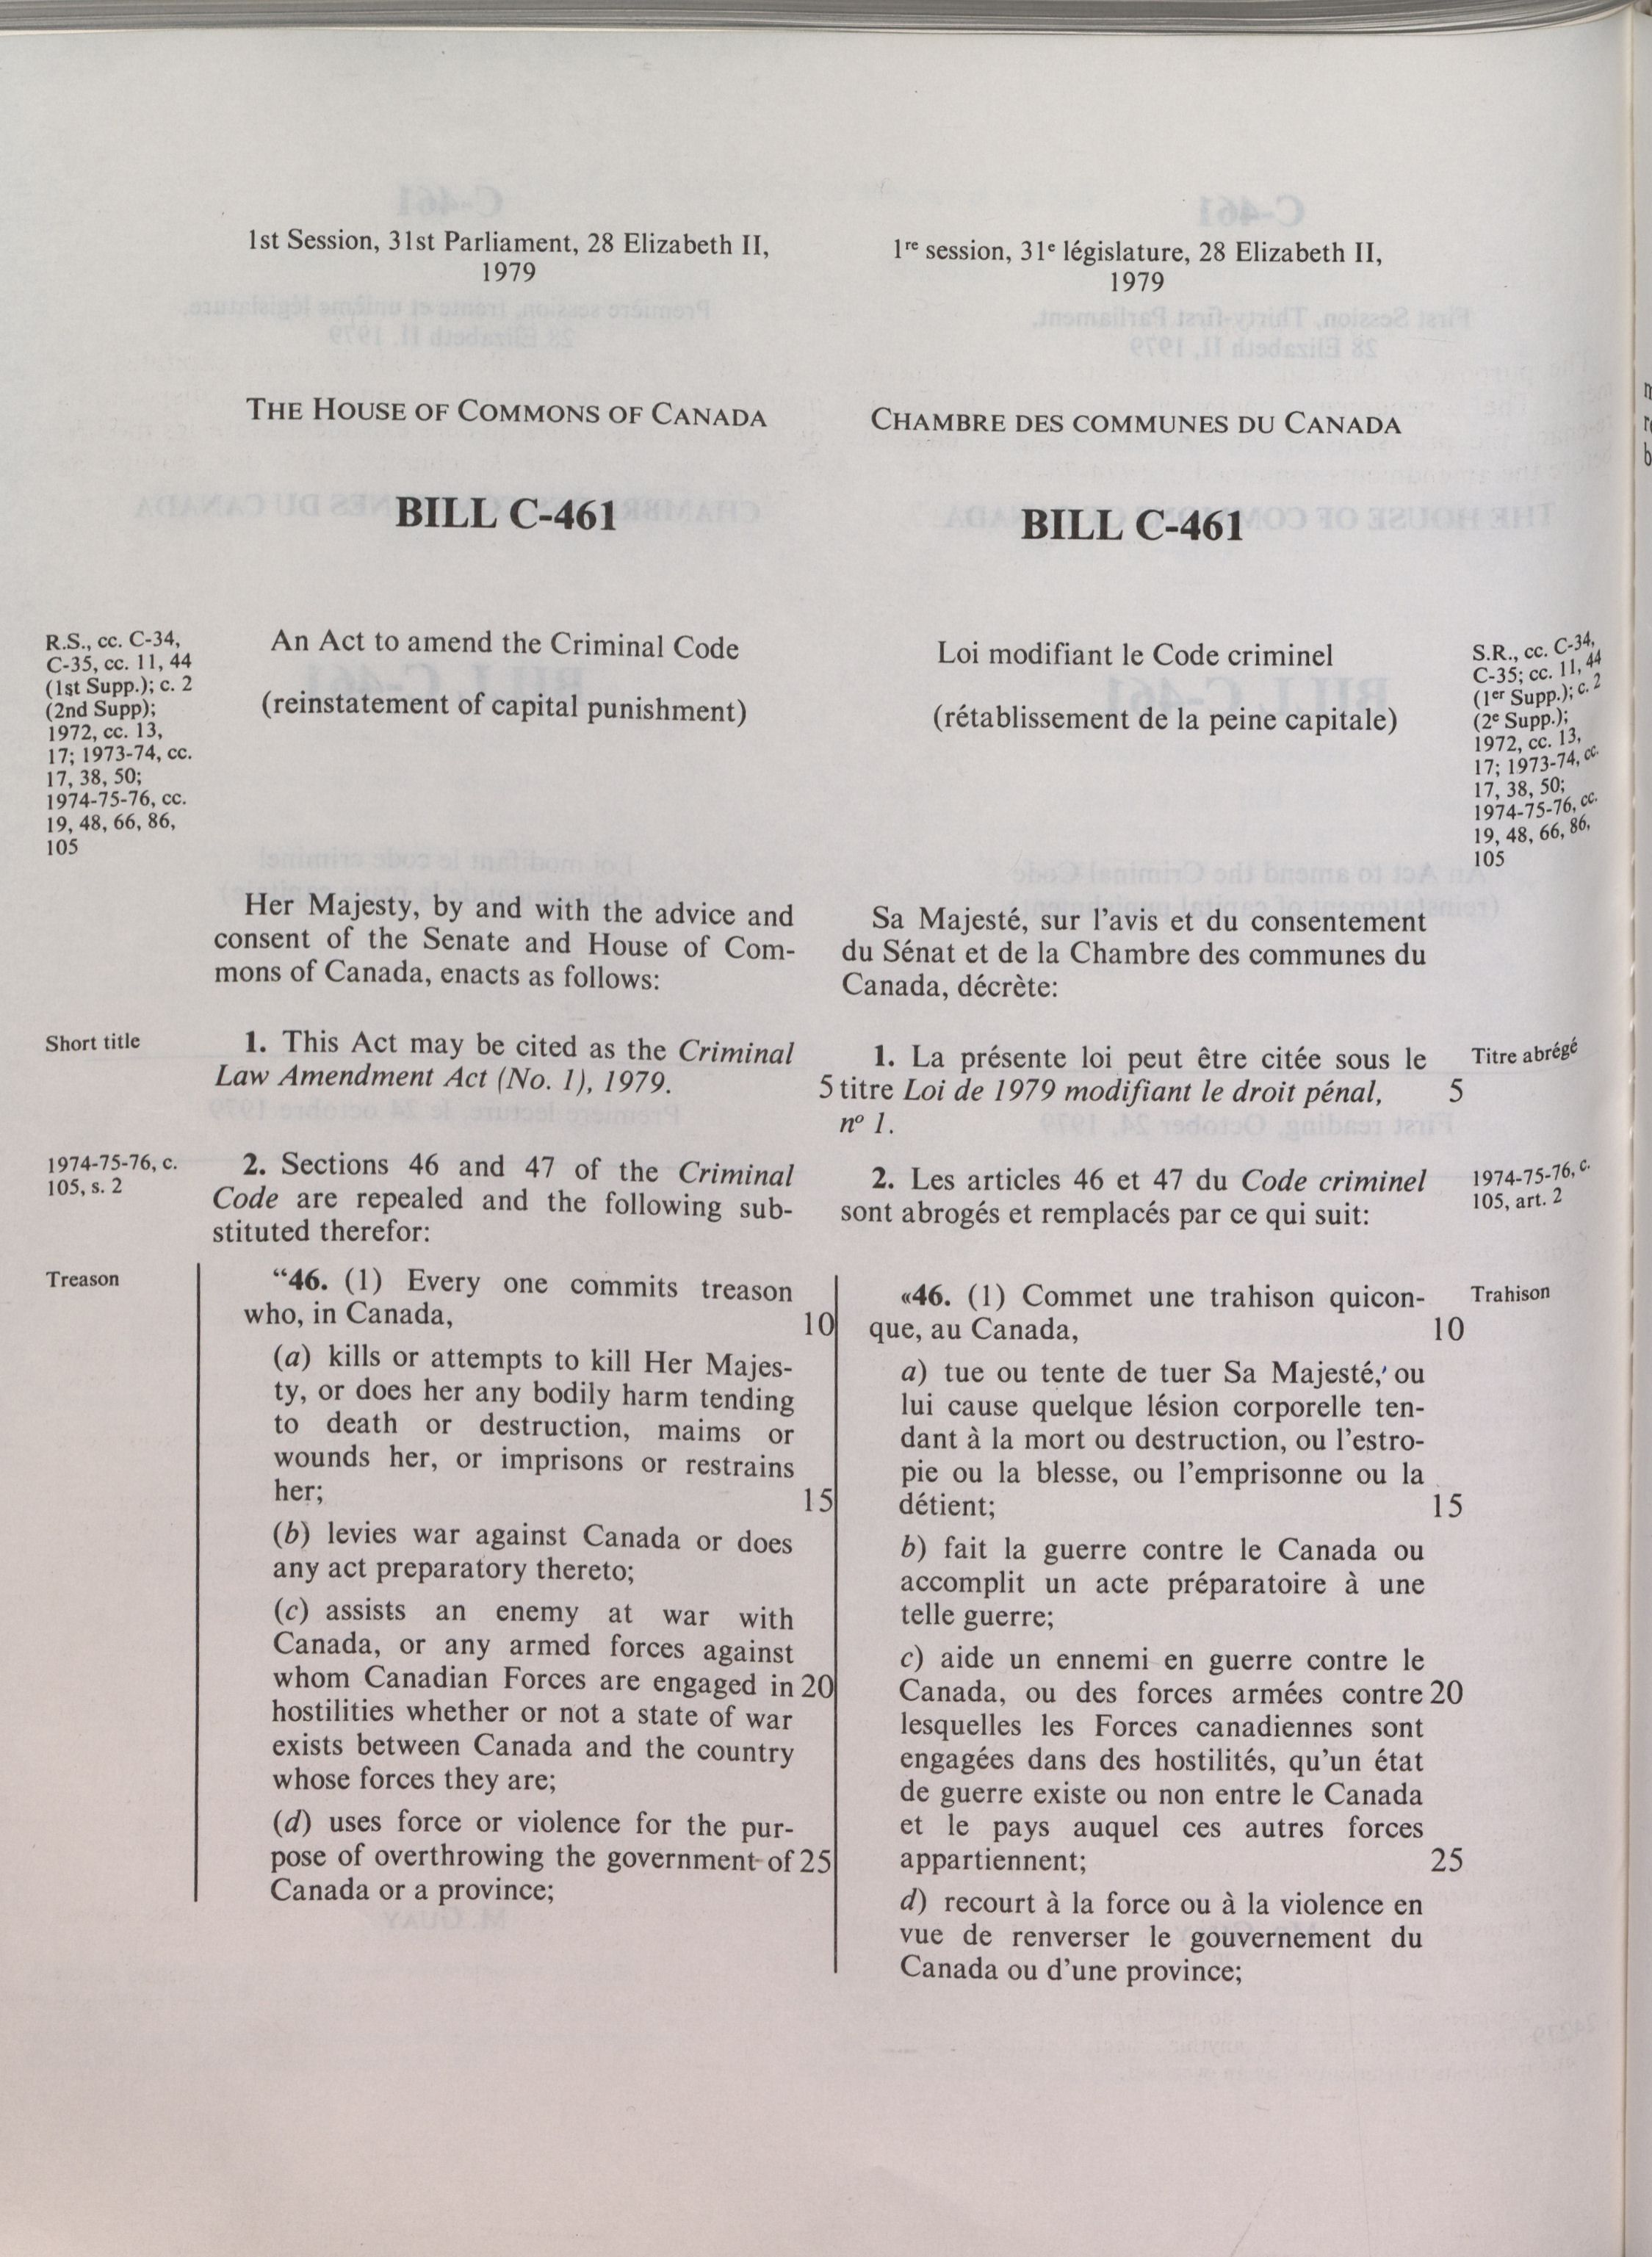 1st Session, 31st Parliament, 28 Elizabeth II,
1979
THE HOUSE OF COMMONS OF CANADA
BILL C-461
R.S., cc. C-34,
C-35, cc. 11, 44
(1st Supp.); c. 2
(2nd Supp);
1972, cc. 13,
17; 1973-74, cc.
17, 38, 50;
1974-75-76, cc.
19, 48, 66, 86,
105
An Act to amend the Criminal Code
(reinstatement of capital punishment)
Her Majesty, by and with the advice and
consent of the Senate and House of Com-
mons of Canada, enacts as follows:
Short title
1. This Act may be cited as the Criminal
Law Amendment Act (No. 1), 1979. 5
1974-75-76, c.
105, s. 2
2. Sections 46 and 47 of the Criminal
Code are repealed and the following sub-
stituted therefor:
Treason
“46. (1) Every one commits treason
who, in Canada, 10
(a) kills or attempts to kill Her Majes-
ty, or does her any bodily harm tending
to death or destruction, maims or
wounds her, or imprisons or restrains
her; 15
(b) levies war against Canada or does
any act preparatory thereto;
(c) assists an enemy at war with
Canada, or any armed forces against
whom Canadian Forces are engaged in 20
hostilities whether or not a state of war
exists between Canada and the country
whose forces they are;
(d) uses force or violence for the pur-
pose of overthrowing the government of 25
Canada or a province;
1re session, 31e législature, 28 Elizabeth II,
1979
CHAMBRE DES COMMUNES DU CANADA
BILL C-461
Loi modifiant le Code criminel
(rétablissement de la peine capitale)
S.R., cc. C-34,
C-35; cc. 11, 44
(1er Supp.); c. 2
(2e Supp.);
1972, cc. 13,
17; 1973-74, cc.
17, 38, 50;
1974-75-76, cc.
19, 48, 66, 86,
105
Sa Majesté, sur l'avis et du consentement
du Sénat et de la Chambre des communes du
Canada, décrète:
1. La présente loi peut être citée sous le
titre Loi de 1979 modifiant le droit pénal, 5
no 1.
Titre abrégé
2. Les articles 46 et 47 du Code criminel
sont abrogés et remplacés par ce qui suit:
1974-75-76, c.
105, art. 2
«46. (1) Commet une trahison quicon-
que, au Canada, 10
Trahison
a) tue ou tente de tuer Sa Majesté, ou
lui cause quelque lésion corporelle ten-
dant à la mort ou destruction, ou l'estro-
pie ou la blesse, ou l'emprisonne ou la
détient; 15
b) fait la guerre contre le Canada ou
accomplit un acte préparatoire à une
telle guerre;
c) aide un ennemi en guerre contre le
Canada, ou des forces armées contre 20
lesquelles les Forces canadiennes sont
engagées dans des hostilités, qu'un état
de guerre existe ou non entre le Canada
et le pays auquel ces autres forces
appartiennent; 25
d) recourt à la force ou à la violence en
vue de renverser le gouvernement du
Canada ou d'une province;